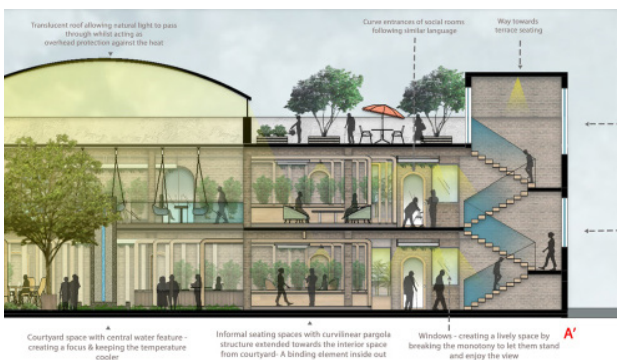 Translucent roof allowing natural light to pass
through whilst acting as
overhead protection against the heat
Curve entrances of social rooms
following similar language
Way towards
terrace seating
A'
Courtyard space with central water feature -
creating a focus & keeping the temperature
cooler
Informal seating spaces with curvilinear pargola
structure extended towards the interior space
from courtyard- A binding element inside out
Windows - creating a lively space by
breaking the monotony to let them stand
and enjoy the view